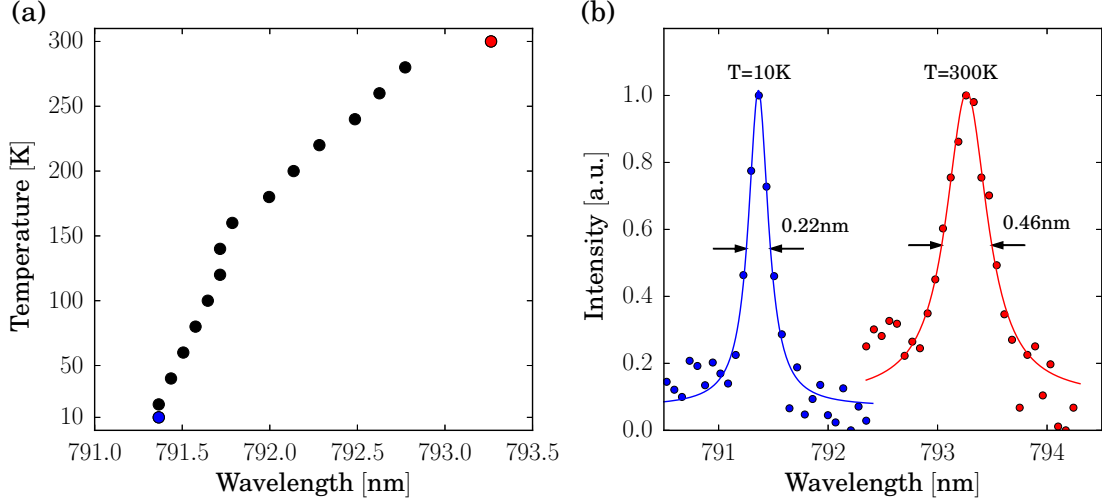 (a)
300
250
200
150
100
50
10
Temperature [K]
791.0 791.5 792.0 792.5 793.0 793.5
Wavelength [nm]
(b)
T=10K T=300K
1.0
0.8
0.6
0.4
0.2
0.0
Intensity [a.u.]
0.22nm 0.46nm
791 792 793 794
Wavelength [nm]